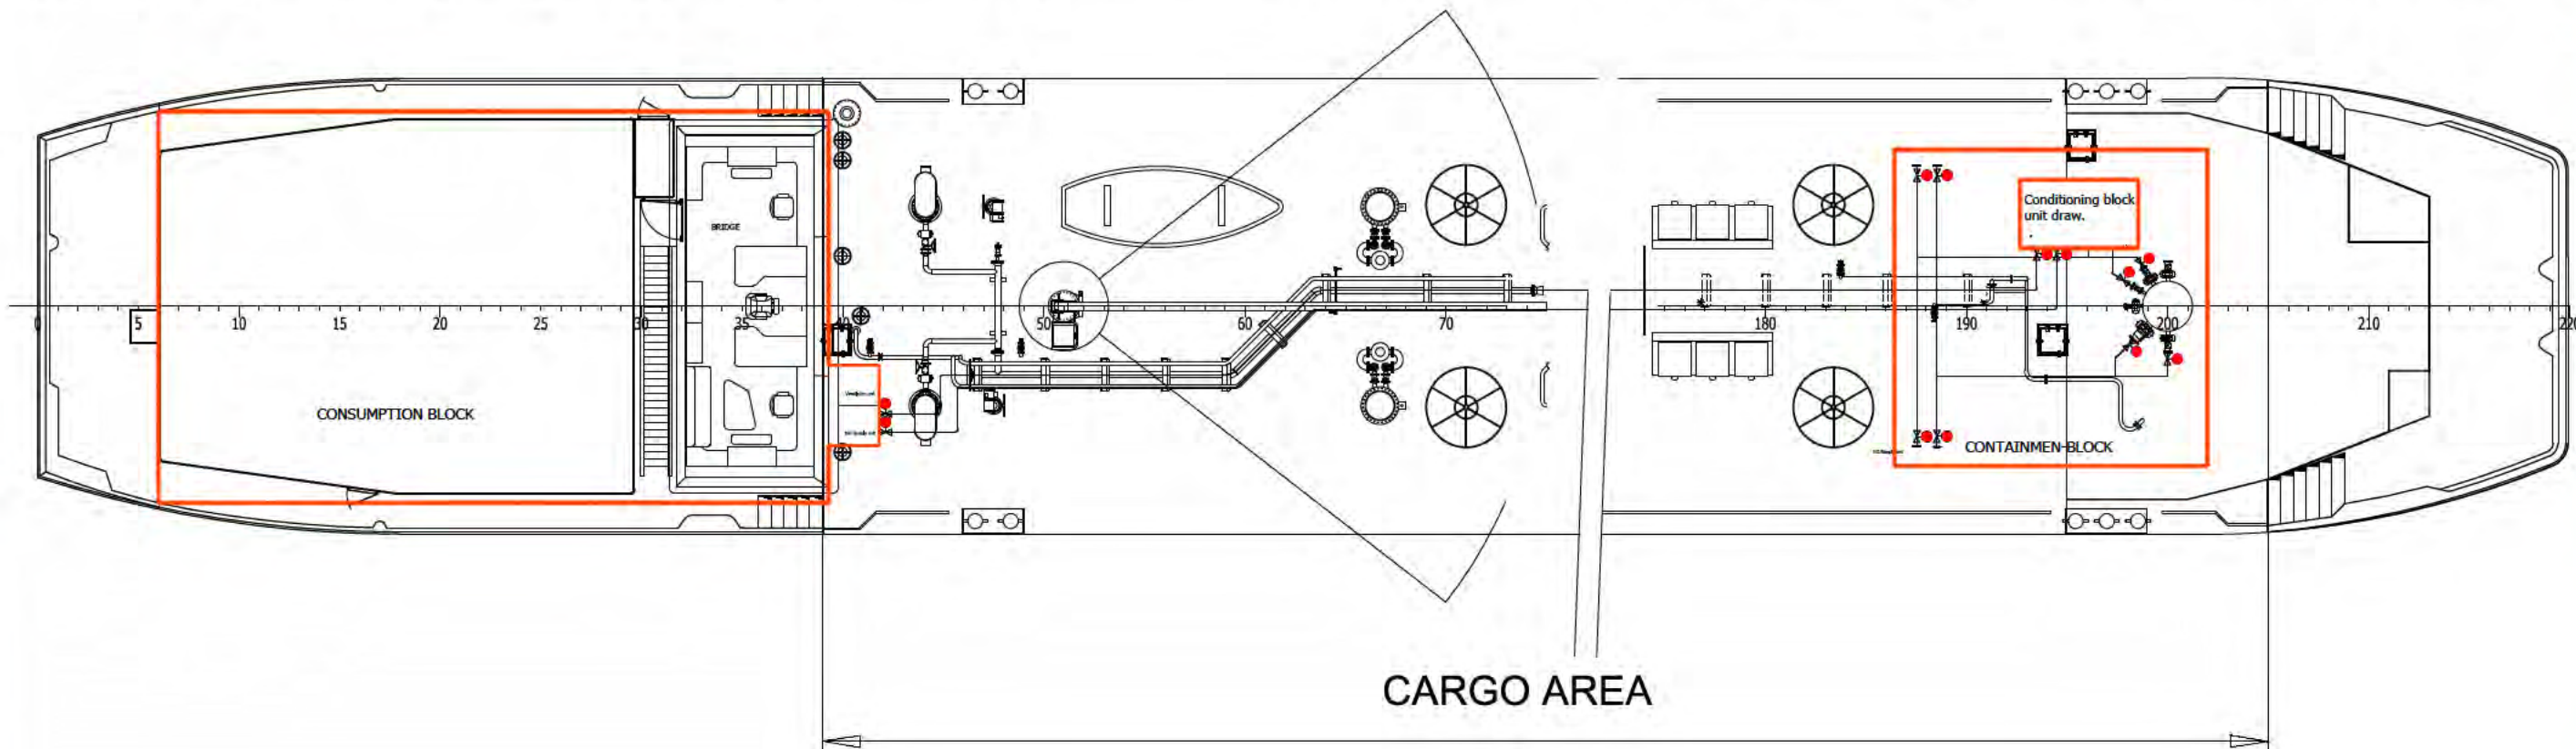 Conditioning block
unit draw.
BRIDGE
0 5 10 15 20 25 30 35 40 50 60 70 180 190 200 210 220
CONSUMPTION BLOCK
CONTAINMEN-BLOCK
CARGO AREA